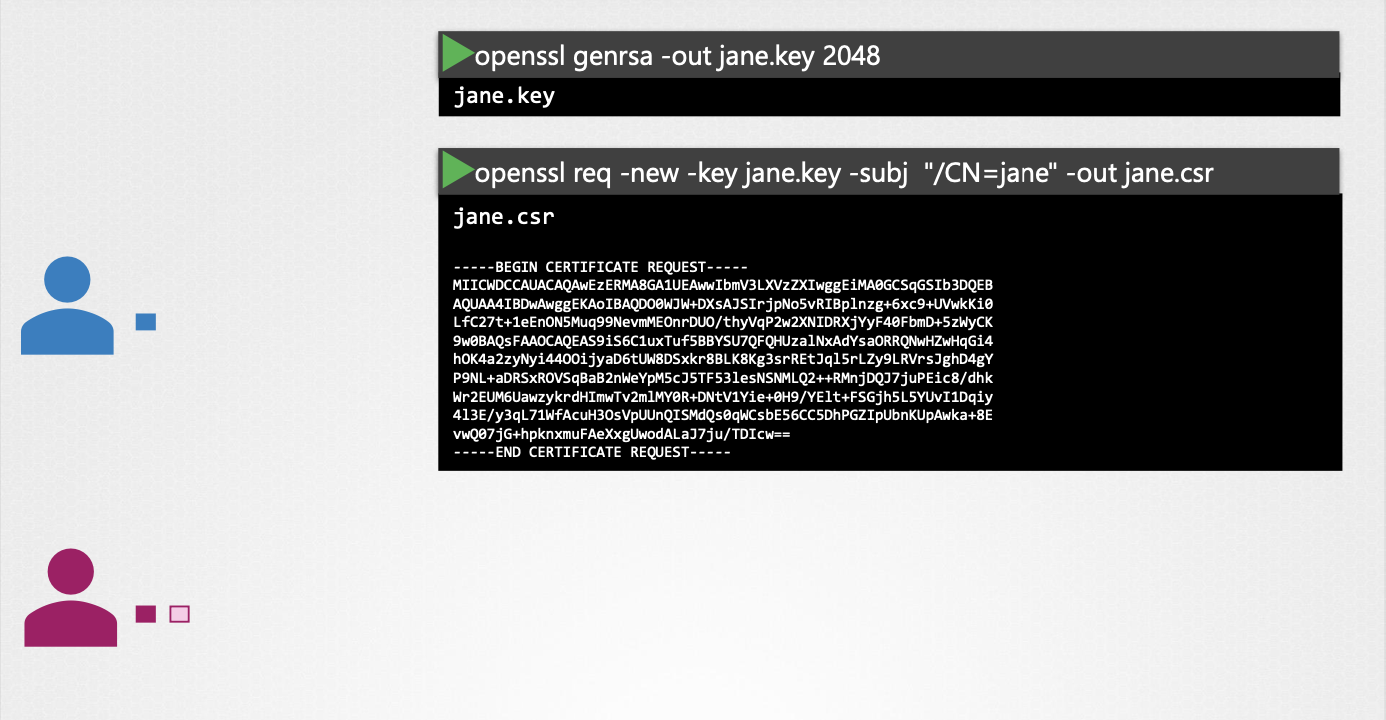 openssl genrsa -out jane.key 2048
jane.key
openssl req -new -key jane.key -subj  "/CN=jane" -out jane.csr
jane.csr
-----BEGIN CERTIFICATE REQUEST-----
MIICWDCCAUACAQAwEzERMA8GA1UEAwwIbmV3LXVzZXIwggEiMA0GCSqGSIb3DQEB
AQUAA4IBDwAwggEKAoIBAQDO0WJW+DXsAJSIrjpNo5vRIBplnzg+6xc9+UVwkKi0
LfC27t+1eEnON5Muq99NevmMEOnrDUO/thyVqP2w2XNIDRXjYyF40FbmD+5zWyCK
9w0BAQsFAAOCAQEAS9iS6C1uxTuf5BBYSU7QFQHUzalNxAdYsaORRQNwHZwHqGi4
hOK4a2zyNyi44OOijyaD6tUW8DSxkr8BLK8Kg3srREtJql5rLZy9LRVrsJghD4gY
P9NL+aDRSxROVSqBaB2nWeYpM5cJ5TF53lesNSNMLQ2++RMnjDQJ7juPEic8/dhk
Wr2EUM6UawzykrdHImwTv2mlMY0R+DNtV1Yie+0H9/YElt+FSGjh5L5YUvI1Dqiy
4l3E/y3qL71WfAcuH3OsVpUUnQISMdQs0qWCsbE56CC5DhPGZIpUbnKUpAwka+8E
vwQ07jG+hpknxmuFAeXxgUwodALaJ7ju/TDIcw==
-----END CERTIFICATE REQUEST-----